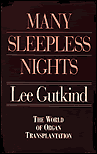 MANY
SLEEPLESS
NIGHTS
Lee Gutkind
THE WORLD
OF ORGAN
TRANSPLANTATION